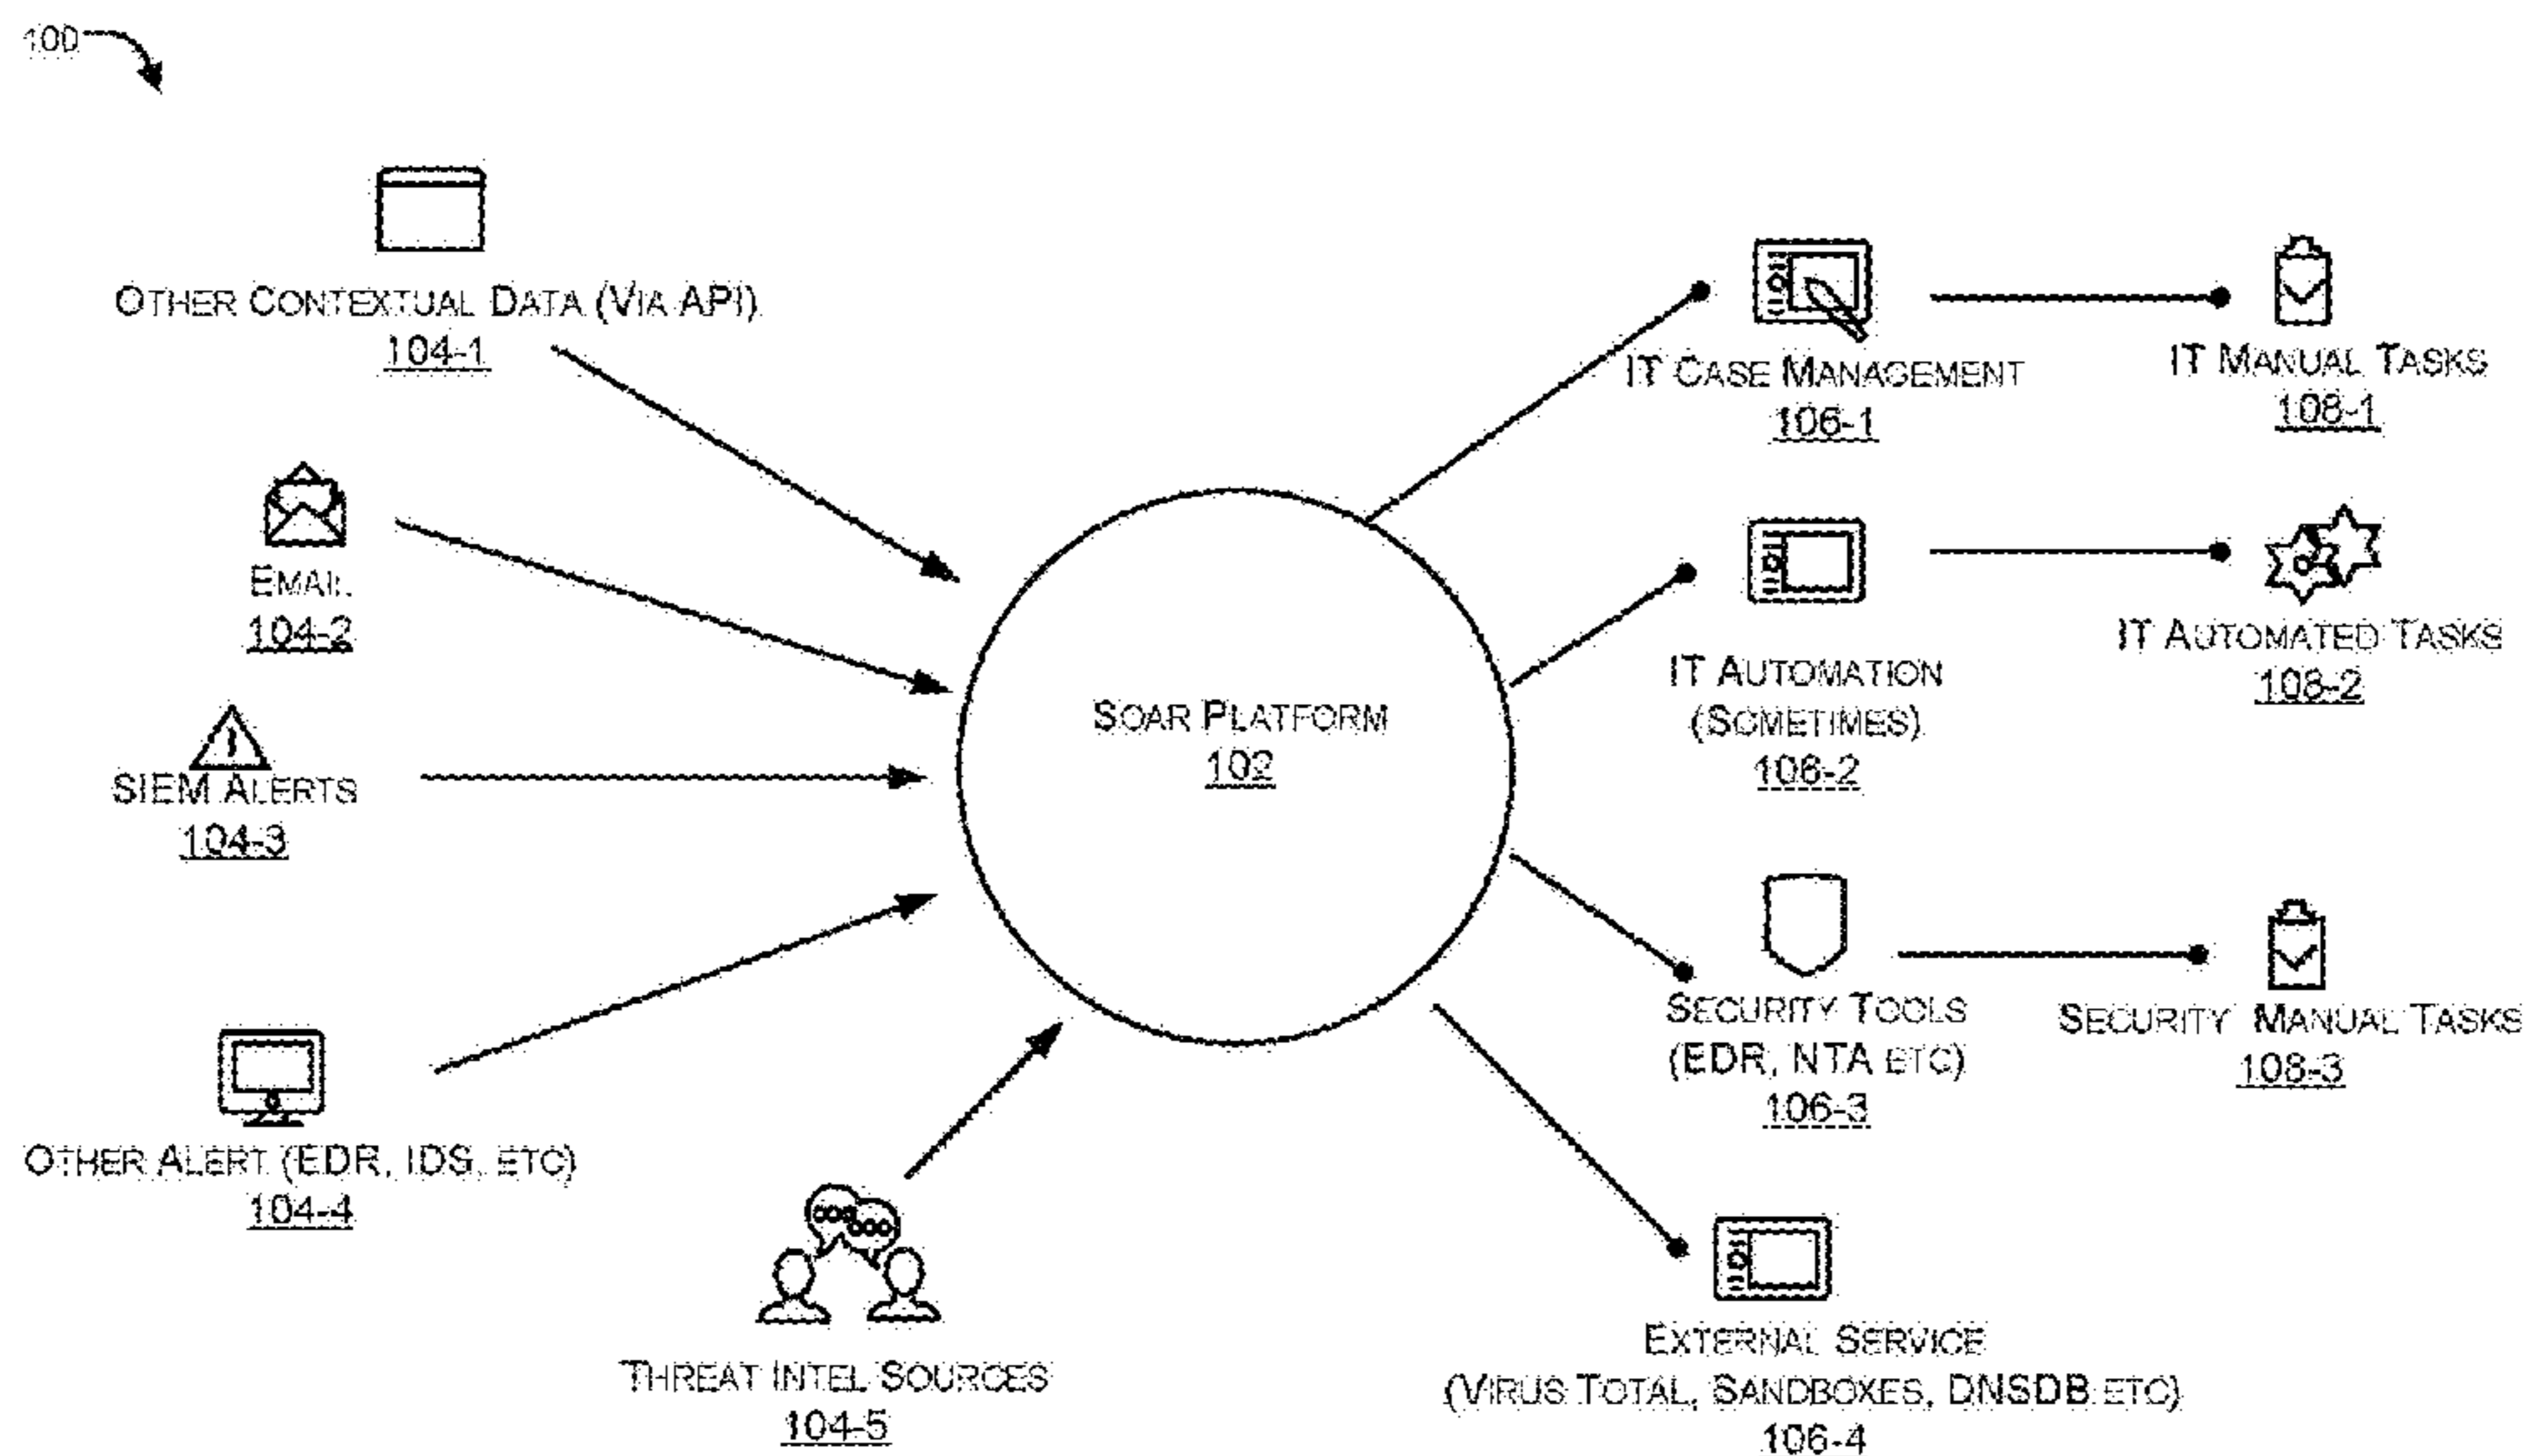 100
OTHER CONTEXTUAL DATA (VIA API)
104-1
EMAIL
104-2
SIEM ALERTS
104-3
OTHER ALERT (EDR, IDS, ETC)
104-4
THREAT INTEL SOURCES
104-5
SOAR PLATFORM
102
IT CASE MANAGEMENT
106-1
IT AUTOMATION
(SOMETIMES)
106-2
SECURITY TOOLS
(EDR, NTA ETC)
106-3
EXTERNAL SERVICE
(VIRUS TOTAL, SANDBOXES, DNSDB ETC)
106-4
IT MANUAL TASKS
108-1
IT AUTOMATED TASKS
108-2
SECURITY MANUAL TASKS
108-3